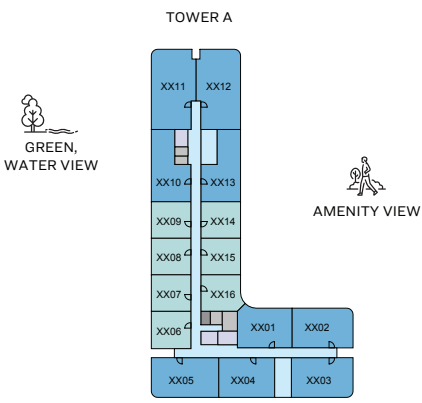 TOWER A
XX11 XX12
GREEN,
WATER VIEW
XX10 XX13
AMENITY VIEW
XX09 XX14
XX08 XX15
XX07 XX16
XX06
XX01 XX02
XX05 XX04 XX03